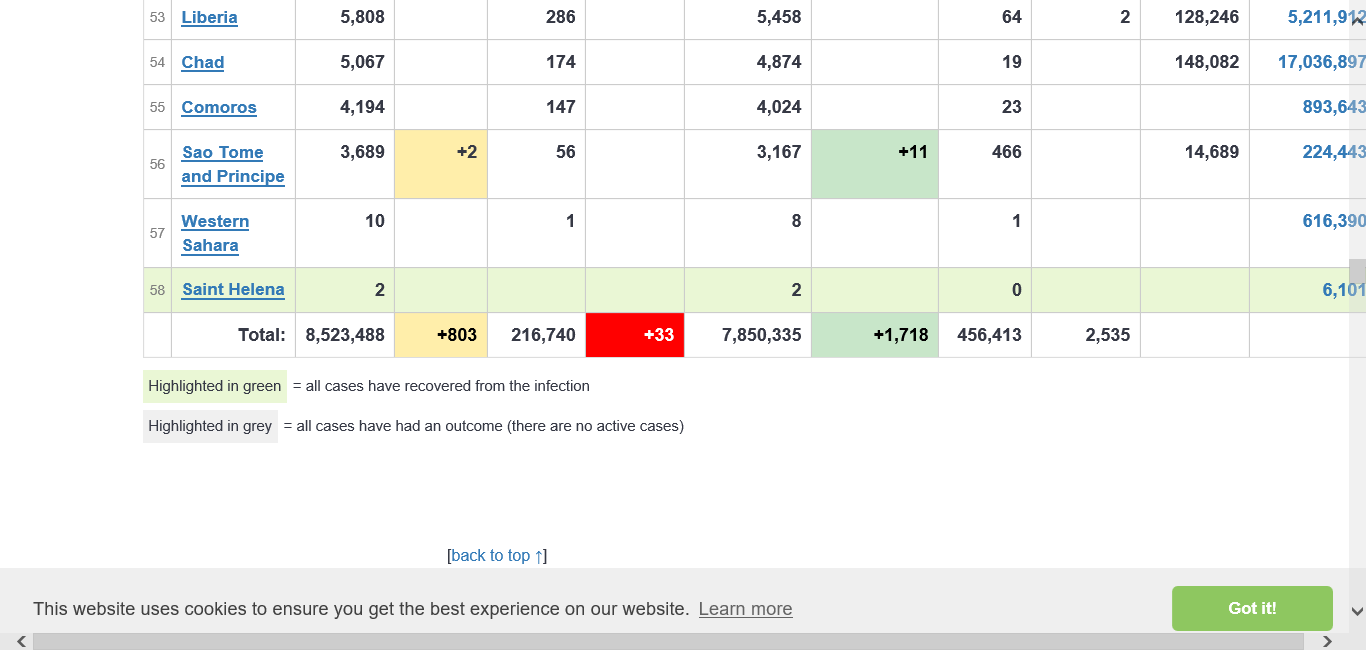 53 Liberia 5,808 286 5,458 64 2 128,246 5,211,912
54 Chad 5,067 174 4,874 19 148,082 17,036,897
55 Comoros 4,194 147 4,024 23 893,643
56 Sao Tome and Principe 3,689 +2 56 3,167 +11 466 14,689 224,443
57 Western Sahara 10 1 8 1 616,390
58 Saint Helena 2 2 0 6,101
Total: 8,523,488 +803 216,740 +33 7,850,335 +1,718 456,413 2,535
Highlighted in green = all cases have recovered from the infection
Highlighted in grey = all cases have had an outcome (there are no active cases)
[back to top ↑]
This website uses cookies to ensure you get the best experience on our website. Learn more Got it!